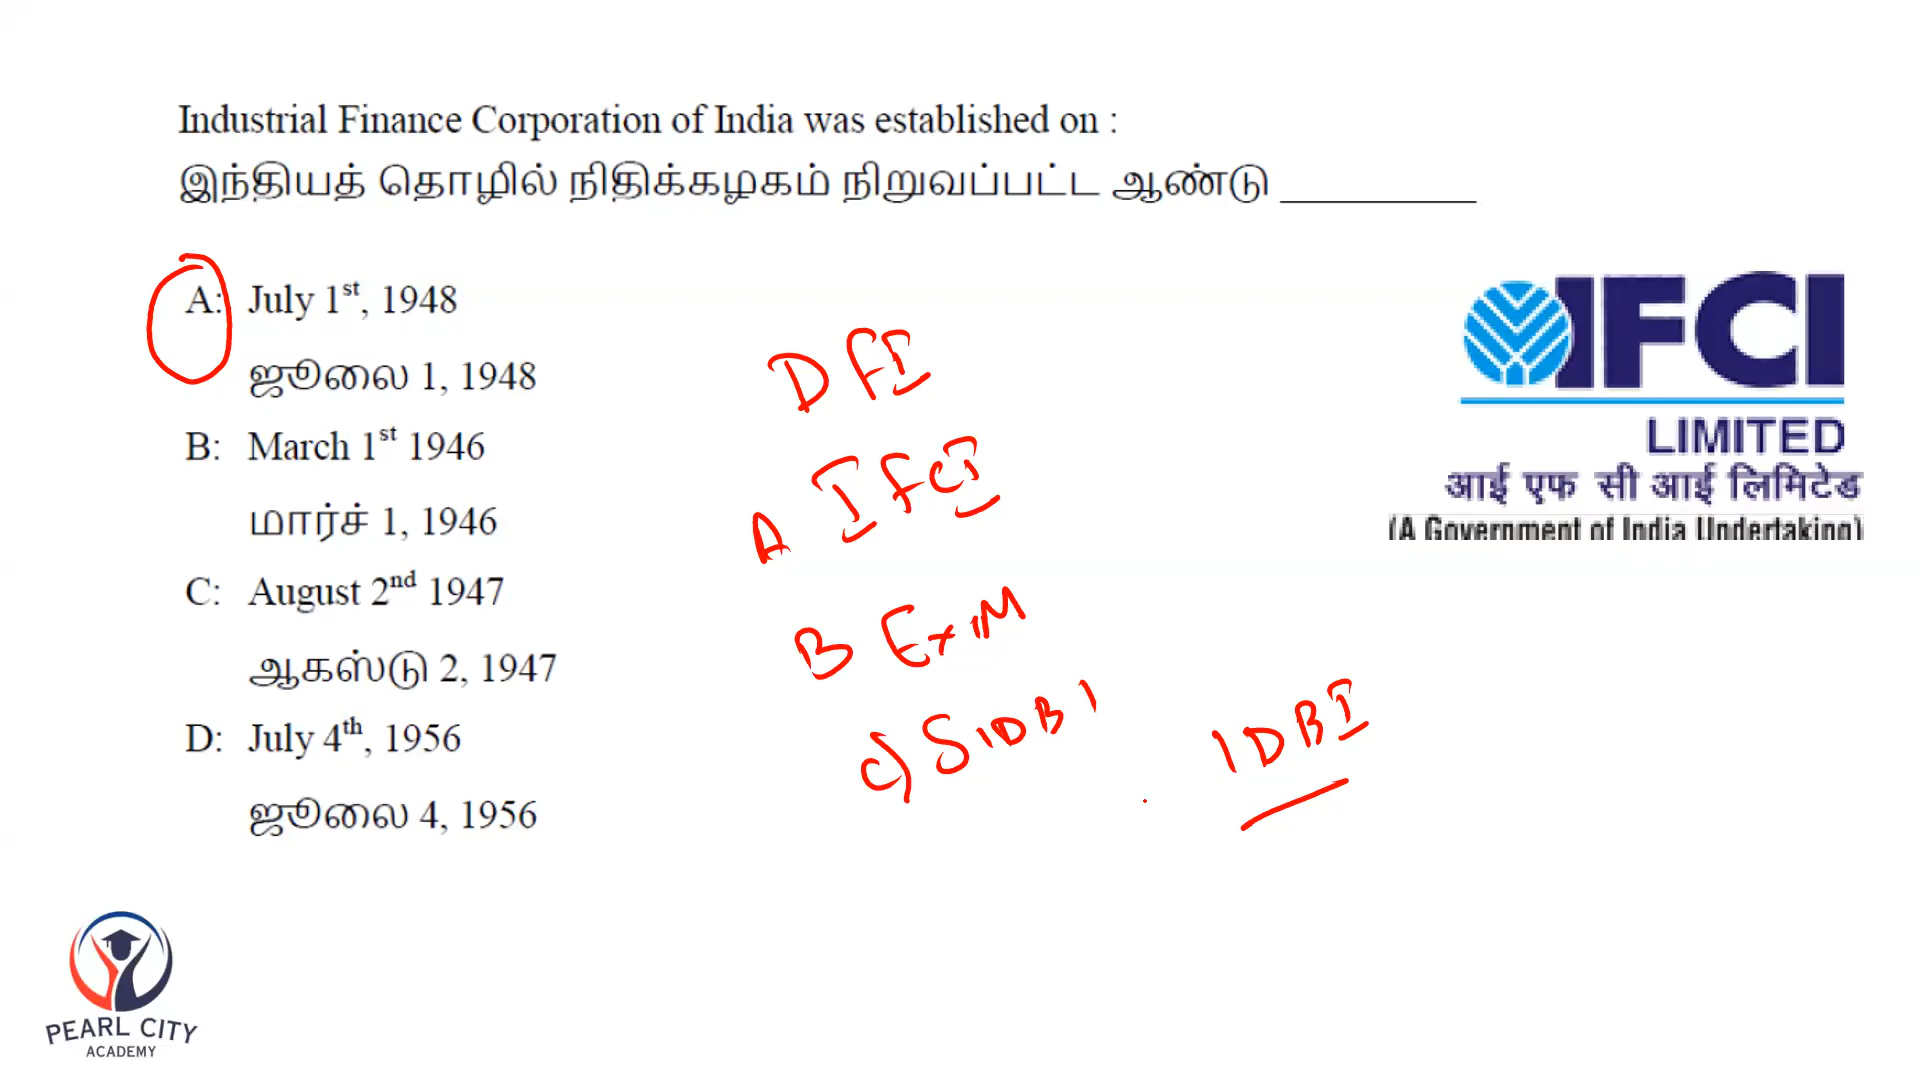 Industrial Finance Corporation of India was established on :
இந்தியத் தொழில் நிதிக்கழகம் நிறுவப்பட்ட ஆண்டு __________
A: July 1st, 1948
ஜூலை 1, 1948
B: March 1st 1946
மார்ச் 1, 1946
C: August 2nd 1947
ஆகஸ்டு 2, 1947
D: July 4th, 1956
ஜூலை 4, 1956
DFI
A IFCI
B EXIM
C) SIDBI
IDBI
IFCI
LIMITED
आई एफ सी आई लिमिटेड
(A Government of India Undertaking)
PEARL CITY
ACADEMY